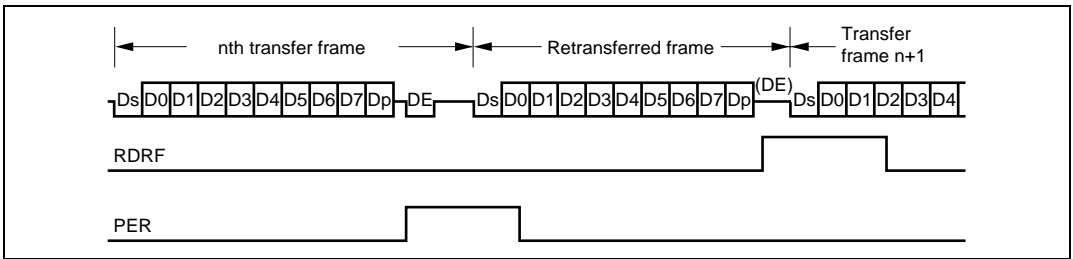 nth transfer frame
Retransferred frame
Transfer
frame n+1
Ds D0 D1 D2 D3 D4 D5 D6 D7 Dp DE Ds D0 D1 D2 D3 D4 D5 D6 D7 Dp (DE) Ds D0 D1 D2 D3 D4
RDRF
PER